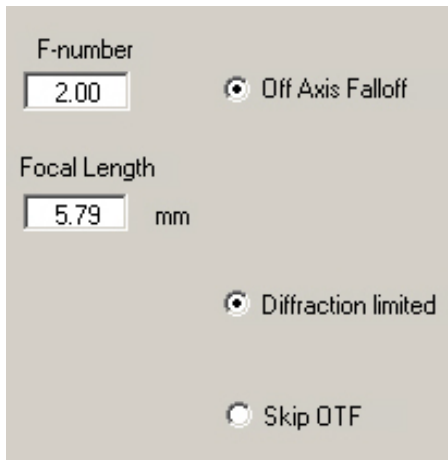 F-number
2.00
Off Axis Falloff
Focal Length
5.79 mm
Diffraction limited
Skip OTF